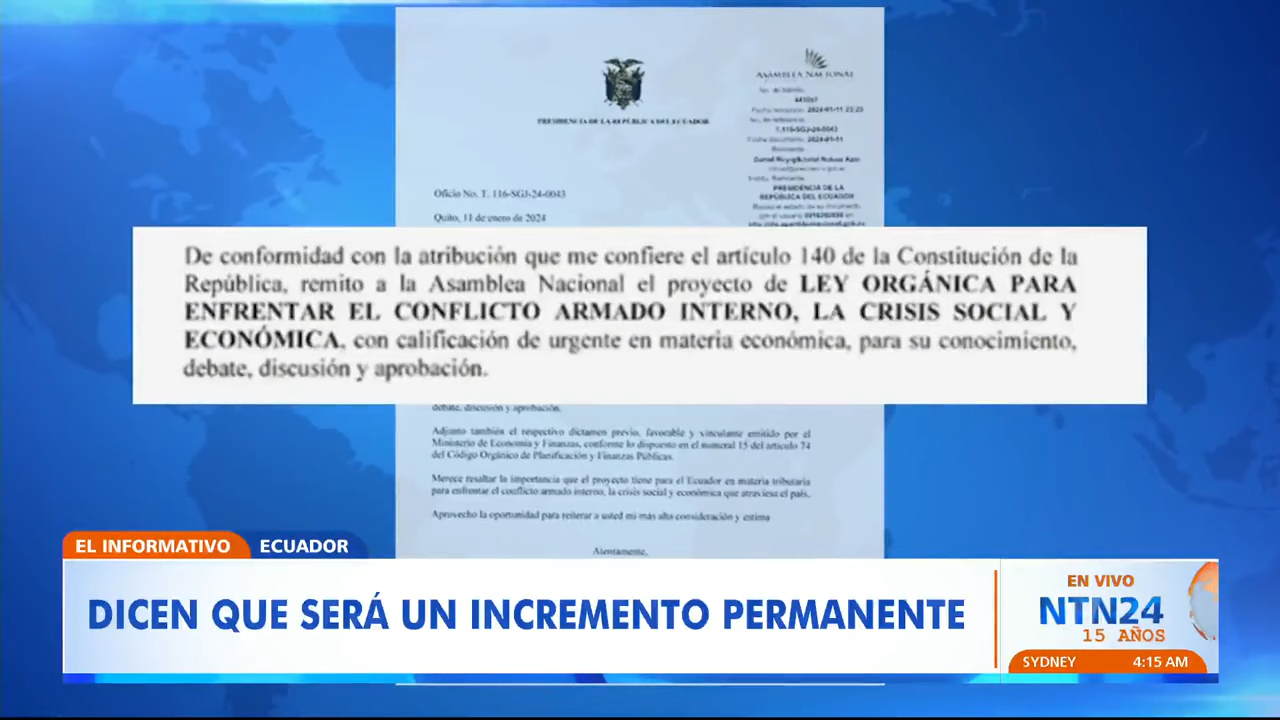 ASAMBLEA NACIONAL
PRESIDENCIA DE LA REPÚBLICA DEL ECUADOR
PRESIDENCIA DE LA
REPÚBLICA DEL ECUADOR
Oficio No. T. 116-SGJ-24-0043
Quito, 11 de enero de 2024
De conformidad con la atribución que me confiere el artículo 140 de la Constitución de la
República, remito a la Asamblea Nacional el proyecto de LEY ORGÁNICA PARA
ENFRENTAR EL CONFLICTO ARMADO INTERNO, LA CRISIS SOCIAL Y
ECONÓMICA, con calificación de urgente en materia económica, para su conocimiento,
debate, discusión y aprobación.
debate, discusión y aprobación.
Adjunto también el respectivo dictamen previo, favorable y vinculante emitido por el
Ministerio de Economía y Finanzas, conforme lo dispuesto en el numeral 15 del artículo 74
del Código Orgánico de Planificación y Finanzas Públicas.
Merece resaltar la importancia que el proyecto tiene para el Ecuador en materia tributaria
para enfrentar el conflicto armado interno, la crisis social y económica que atraviesa el país.
Aprovecho la oportunidad para reiterar a usted mi más alta consideración y estima
Atentamente,
EL INFORMATIVO ECUADOR
DICEN QUE SERÁ UN INCREMENTO PERMANENTE
EN VIVO
NTN24
15 AÑOS
SYDNEY 4:15 AM